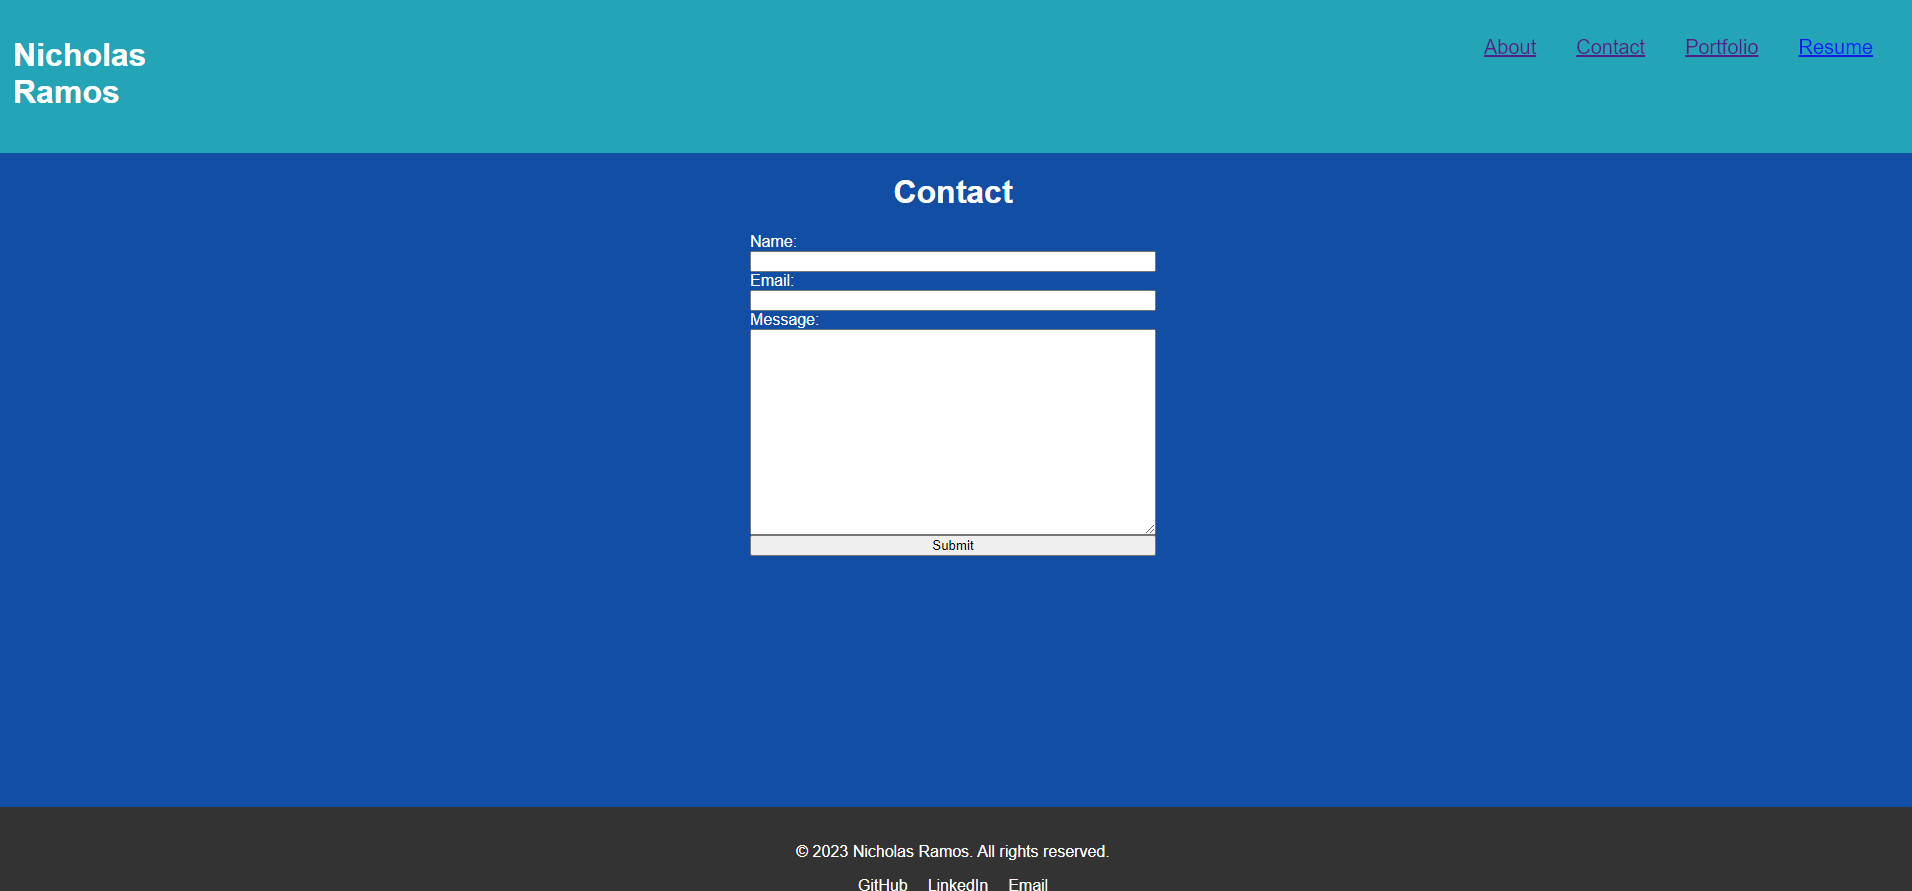 Nicholas
Ramos
About Contact Portfolio Resume
Contact
Name:
Email:
Message:
Submit
© 2023 Nicholas Ramos. All rights reserved.
GitHub LinkedIn Email